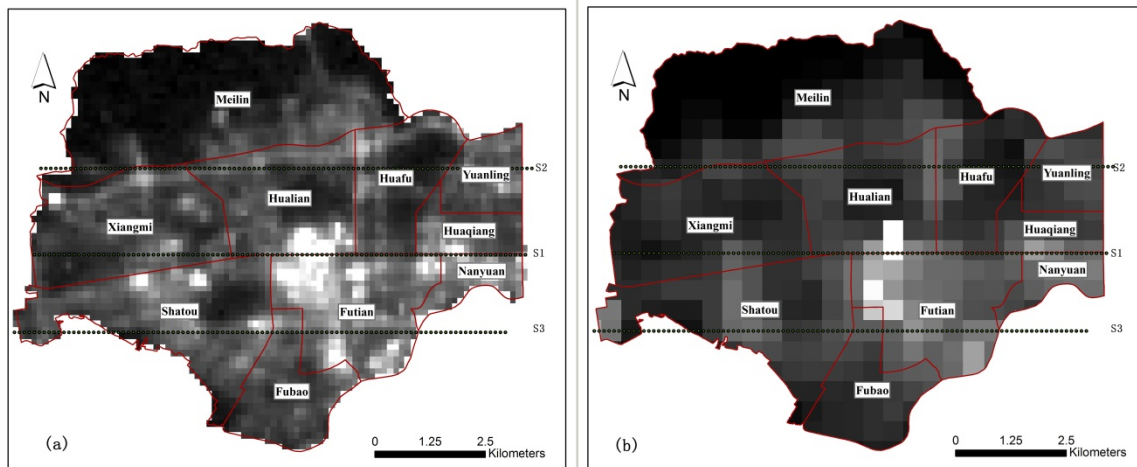 N
Meilin
S2
Yuanling
Huafu
Hualian
Xiangmi
Huaqiang
S1
Nanyuan
Shatou
Futian
S3
Fubao
(a)
0 1.25 2.5
Kilometers
N
Meilin
S2
Yuanling
Huafu
Hualian
Xiangmi
Huaqiang
S1
Nanyuan
Shatou
Futian
S3
Fubao
(b)
0 1.25 2.5
Kilometers